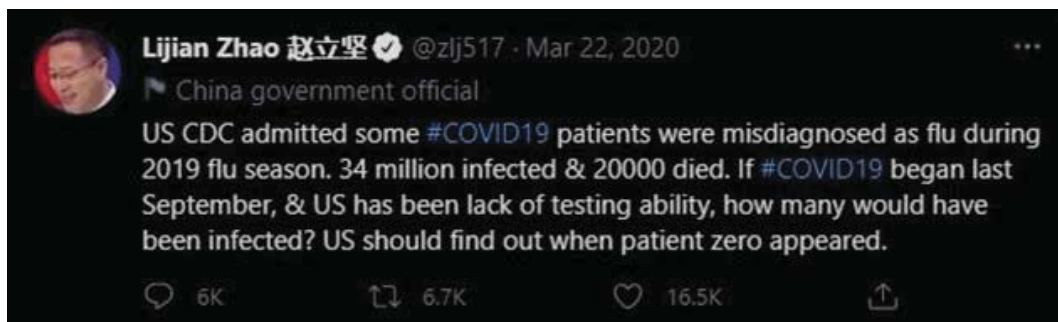 Lijian Zhao 赵立坚 @zlj517 · Mar 22, 2020
China government official
US CDC admitted some #COVID19 patients were misdiagnosed as flu during
2019 flu season. 34 million infected & 20000 died. If #COVID19 began last
September, & US has been lack of testing ability, how many would have
been infected? US should find out when patient zero appeared.
6K 6.7K 16.5K